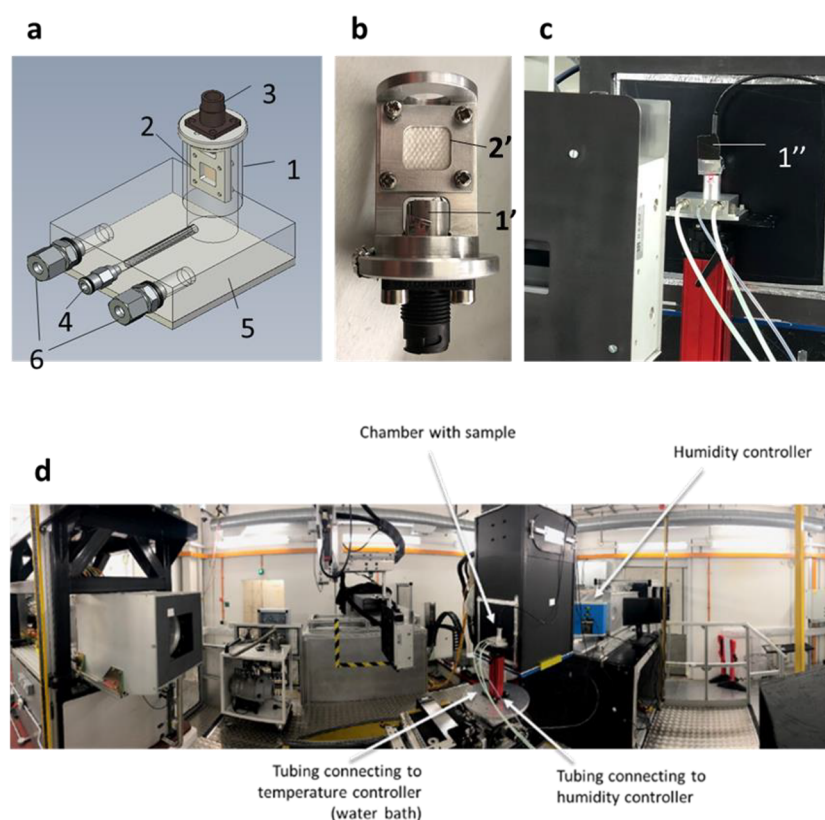 a
b
c
3
2
1
4
5
6
2’
1’
1’’
d
Chamber with sample
Humidity controller
Tubing connecting to
temperature controller
(water bath)
Tubing connecting to
humidity controller